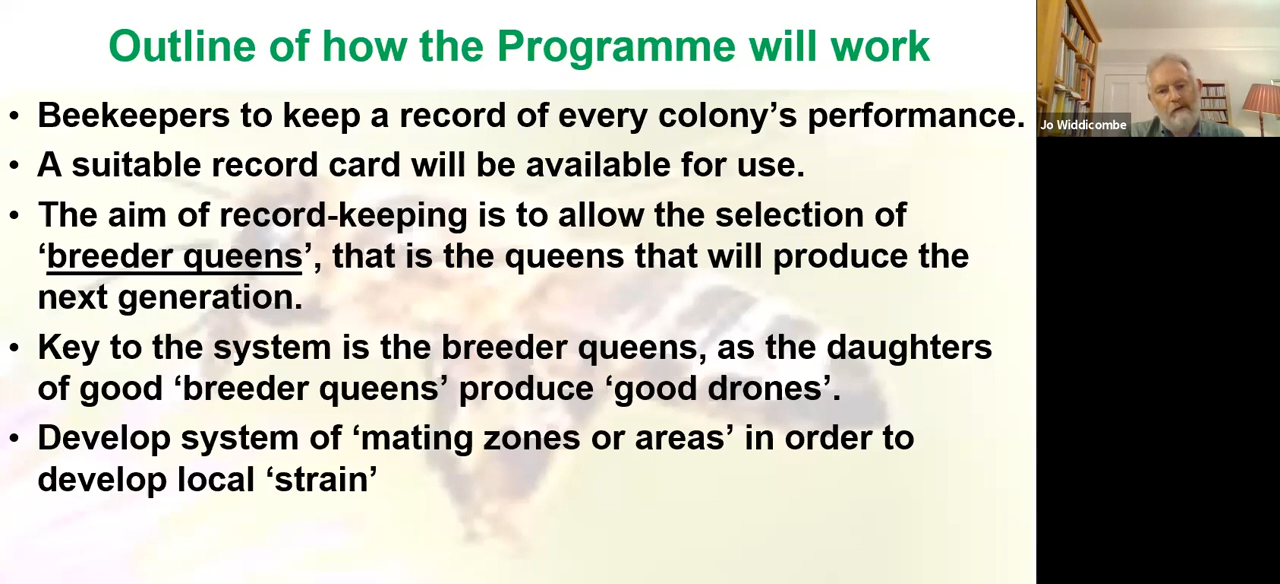 Outline of how the Programme will work
• Beekeepers to keep a record of every colony’s performance.
• A suitable record card will be available for use.
• The aim of record-keeping is to allow the selection of
‘breeder queens’, that is the queens that will produce the
next generation.
• Key to the system is the breeder queens, as the daughters
of good ‘breeder queens’ produce ‘good drones’.
• Develop system of ‘mating zones or areas’ in order to
develop local ‘strain’
Jo Widdicombe